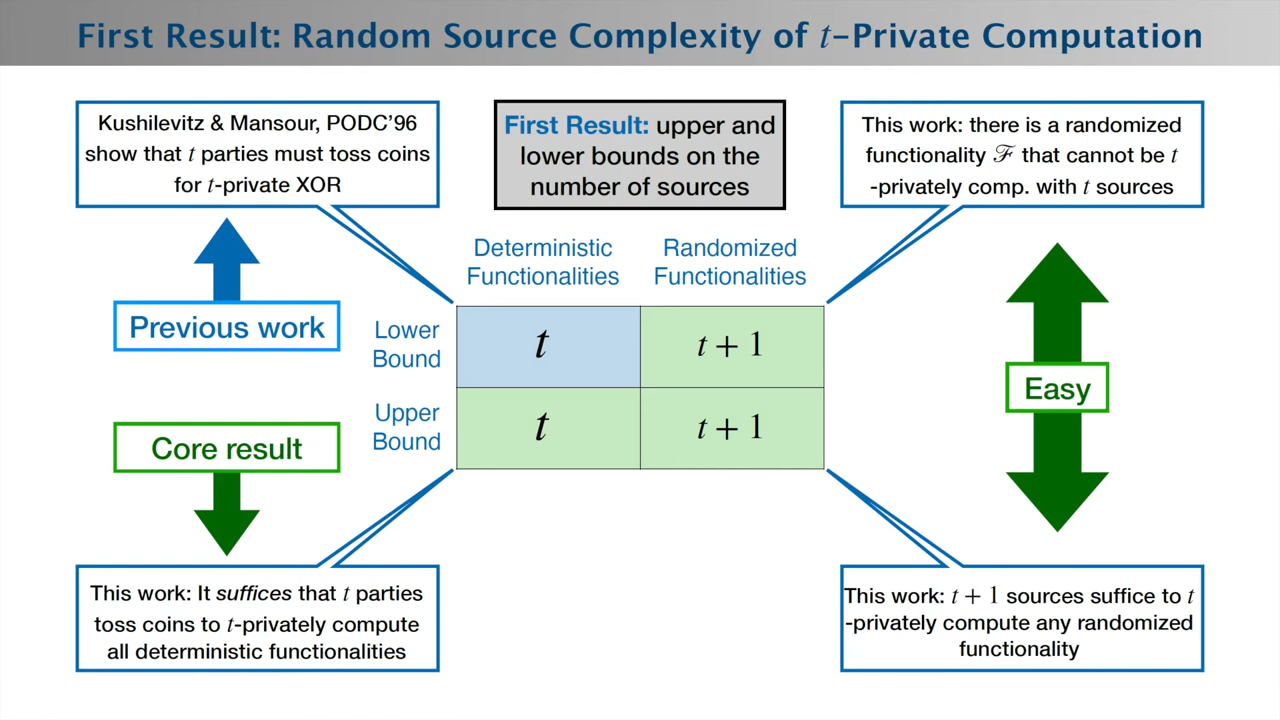 First Result: Random Source Complexity of t-Private Computation
Kushilevitz & Mansour, PODC'96
show that t parties must toss coins
for t-private XOR
First Result: upper and
lower bounds on the
number of sources
This work: there is a randomized
functionality ℱ that cannot be t
-privately comp. with t sources
Deterministic
Functionalities
Randomized
Functionalities
Previous work
Lower
Bound
t
t + 1
Easy
Core result
Upper
Bound
t
t + 1
This work: It suffices that t parties
toss coins to t-privately compute
all deterministic functionalities
This work: t + 1 sources suffice to t
-privately compute any randomized
functionality